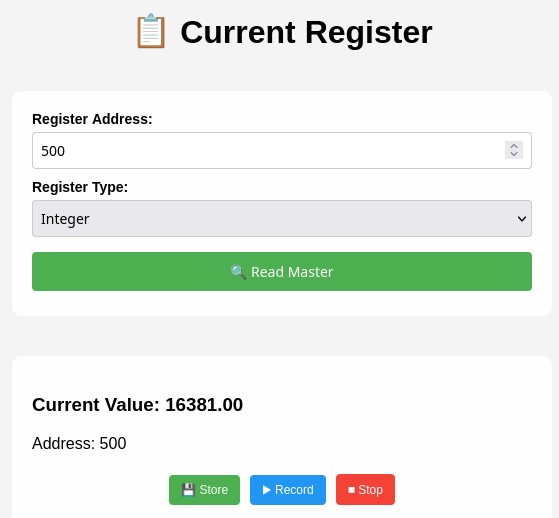 📋 Current Register
Register Address:
500
Register Type:
Integer
🔍 Read Master
Current Value: 16381.00
Address: 500
💾 Store ▶ Record ■ Stop